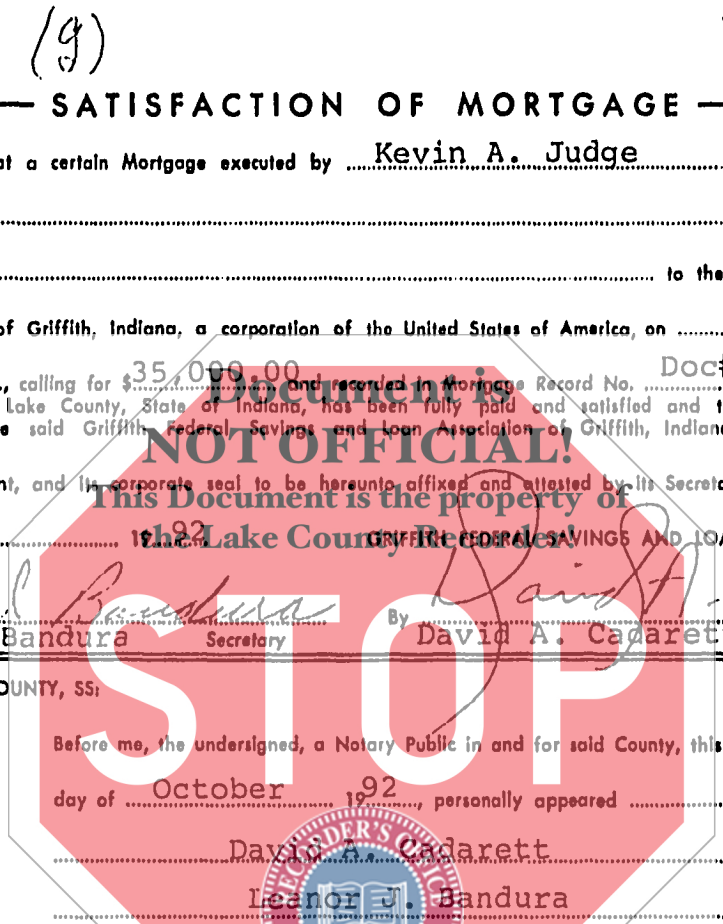 (g)
— SATISFACTION OF MORTGAGE —
at a certain Mortgage executed by Kevin A. Judge
to the
of Griffith, Indiana, a corporation of the United States of America, on
, calling for $ 35,000.00 and recorded in Mortgage Record No. Doc#
Document is
Lake County, State of Indiana, has been fully paid and satisfied and t
e said Griffith Federal Savings and Loan Association of Griffith, Indian
NOT OFFICIAL!
nt, and its corporate seal to be hereunto affixed and attested by its Secreta
This Document is the property of
1992 GRIFFITH FEDERAL SAVINGS AND LOA
the Lake County Recorder!
Bandura By David A.
Bandura Secretary David A. Cadaret
STOP
OUNTY, SS:
Before me, the undersigned, a Notary Public in and for said County, this
day of October 1992, personally appeared
David A. Cadarett
RECORDER'S OFFICE
Leanor J. Bandura